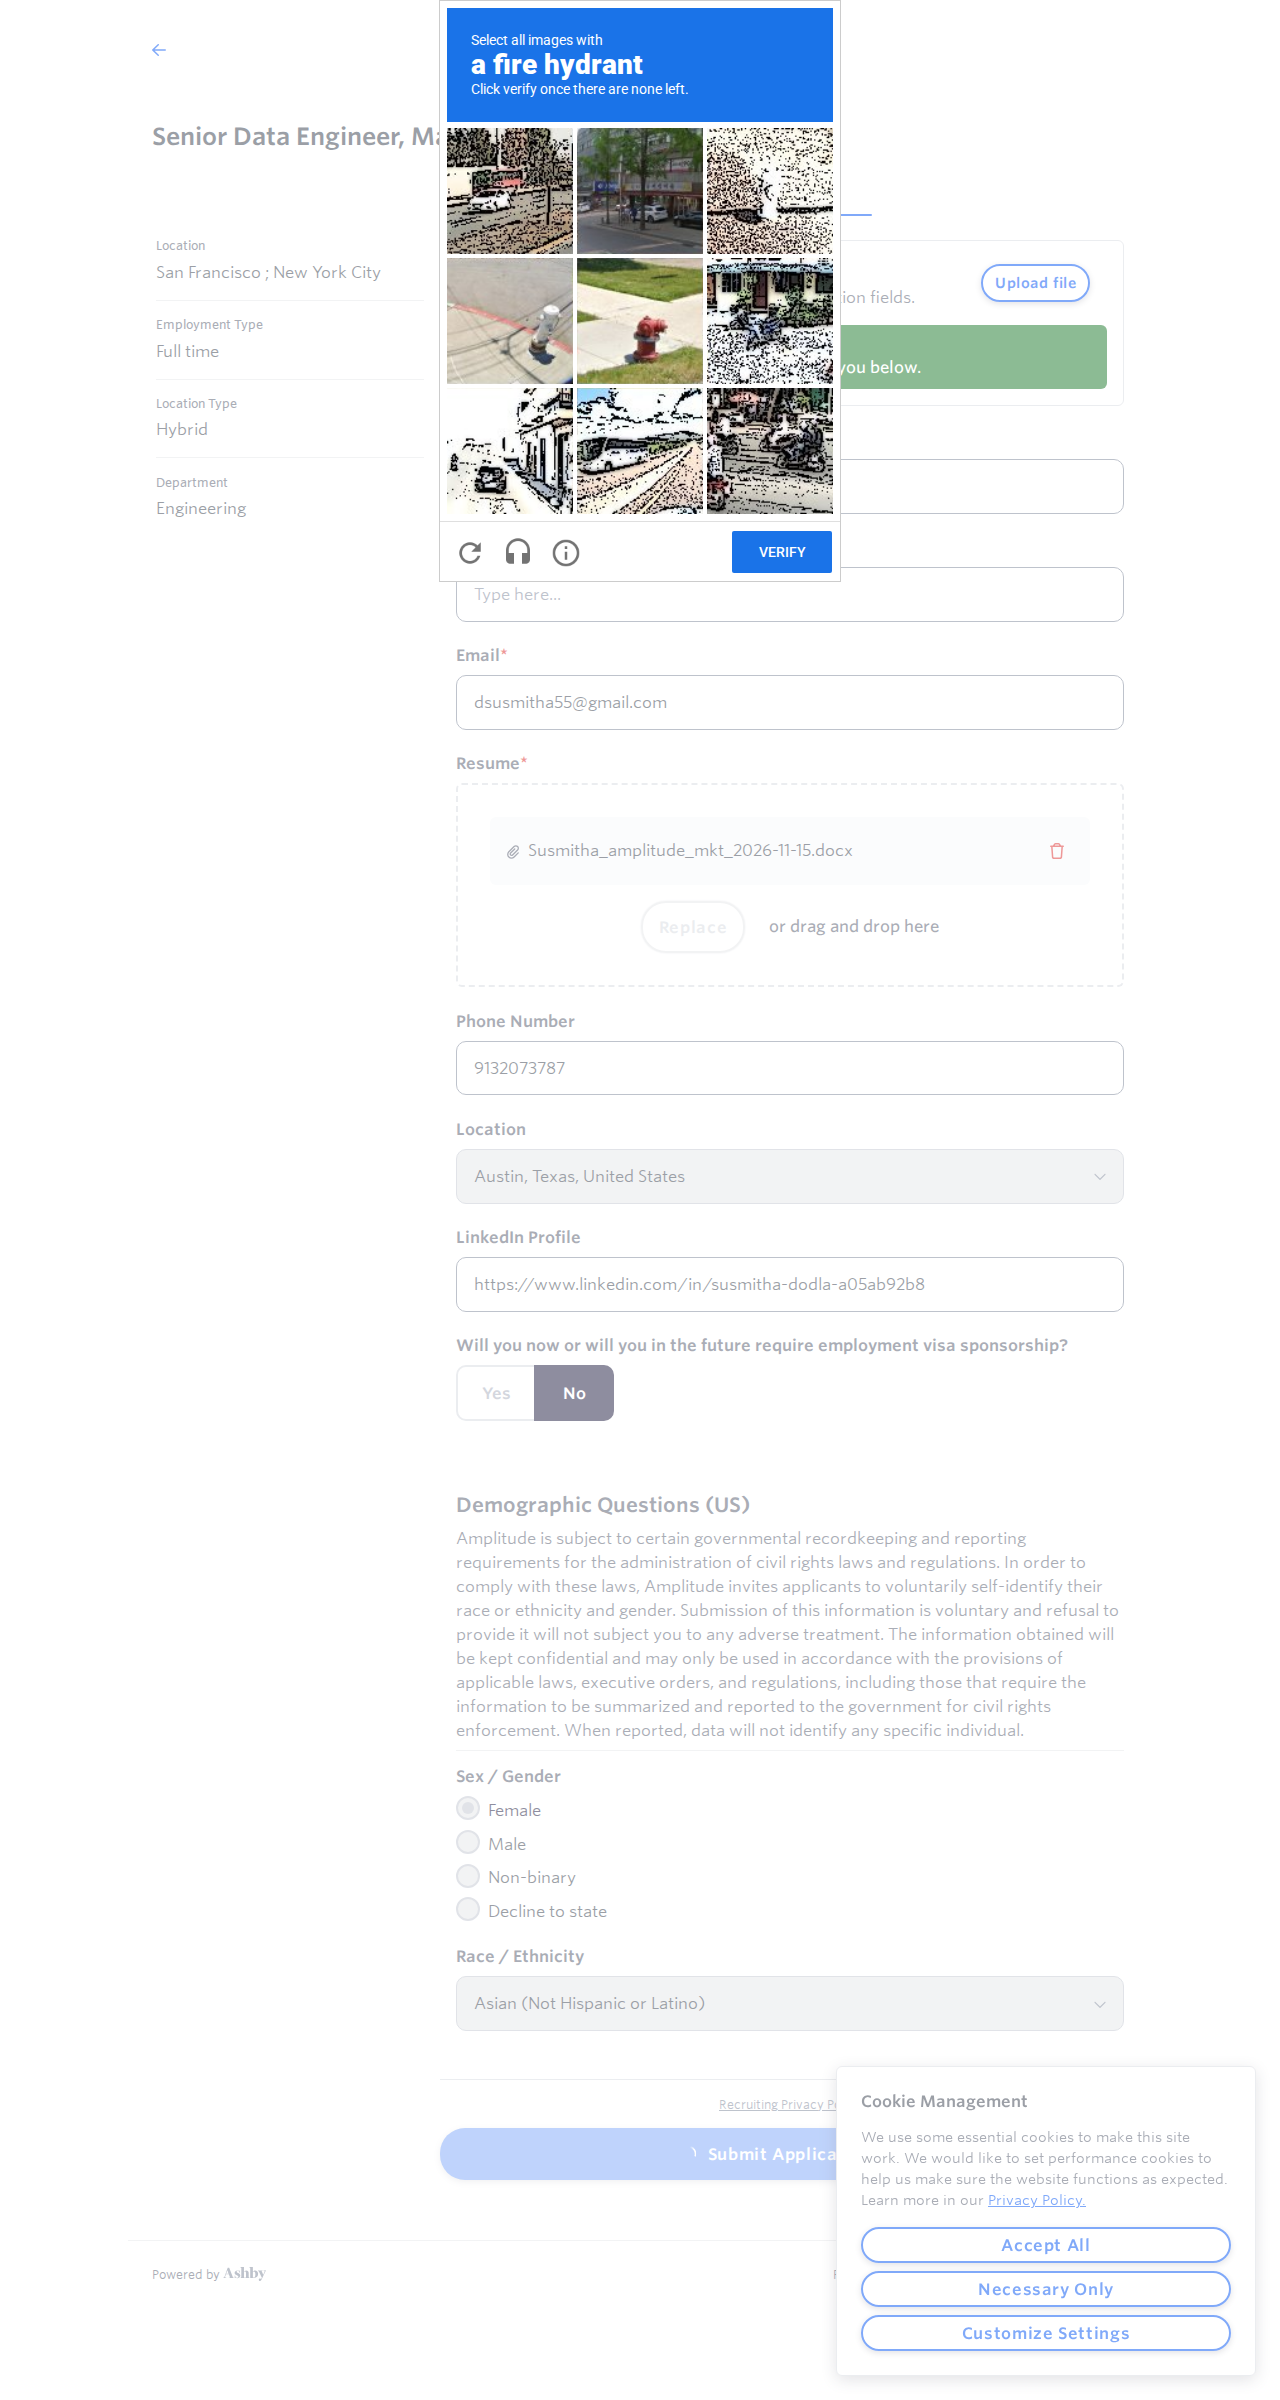 Select all images with
a fire hydrant
Click verify once there are none left.
Senior Data Engineer,
Location
San Francisco ; New York City
Employment Type
Full time
Location Type
Hybrid
Department
Engineering
Upload file
fields.
you below.
VERIFY
Type here...
Email*
dsusmitha55@gmail.com
Resume*
Susmitha_amplitude_mkt_2026-11-15.docx
Replace
or drag and drop here
Phone Number
9132073787
Location
Austin, Texas, United States
LinkedIn Profile
https://www.linkedin.com/in/susmitha-dodla-a05ab92b8
Will you now or will you in the future require employment visa sponsorship?
Yes
No
Demographic Questions (US)
Amplitude is subject to certain governmental recordkeeping and reporting
requirements for the administration of civil rights laws and regulations. In order to
comply with these laws, Amplitude invites applicants to voluntarily self-identify their
race or ethnicity and gender. Submission of this information is voluntary and refusal to
provide it will not subject you to any adverse treatment. The information obtained will
be kept confidential and may only be used in accordance with the provisions of
applicable laws, executive orders, and regulations, including those that require the
information to be summarized and reported to the government for civil rights
enforcement. When reported, data will not identify any specific individual.
Sex / Gender
Female
Male
Non-binary
Decline to state
Race / Ethnicity
Asian (Not Hispanic or Latino)
Recruiting Privacy
Submit
Cookie Management
We use some essential cookies to make this site
work. We would like to set performance cookies to
help us make sure the website functions as expected.
Learn more in our Privacy Policy.
Accept All
Necessary Only
Customize Settings
Powered by Ashby